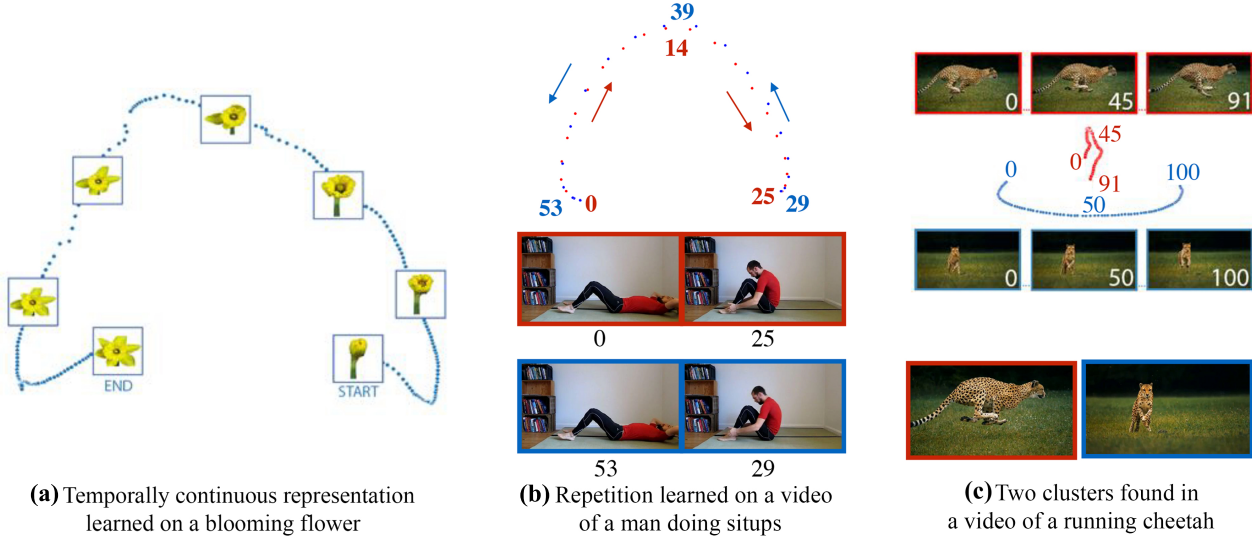 END
START
(a) Temporally continuous representation
learned on a blooming flower
39
14
53
0
25
29
0
25
53
29
(b) Repetition learned on a video
of a man doing situps
0
45
91
45
0
91
0
100
50
0
50
100
(c) Two clusters found in
a video of a running cheetah